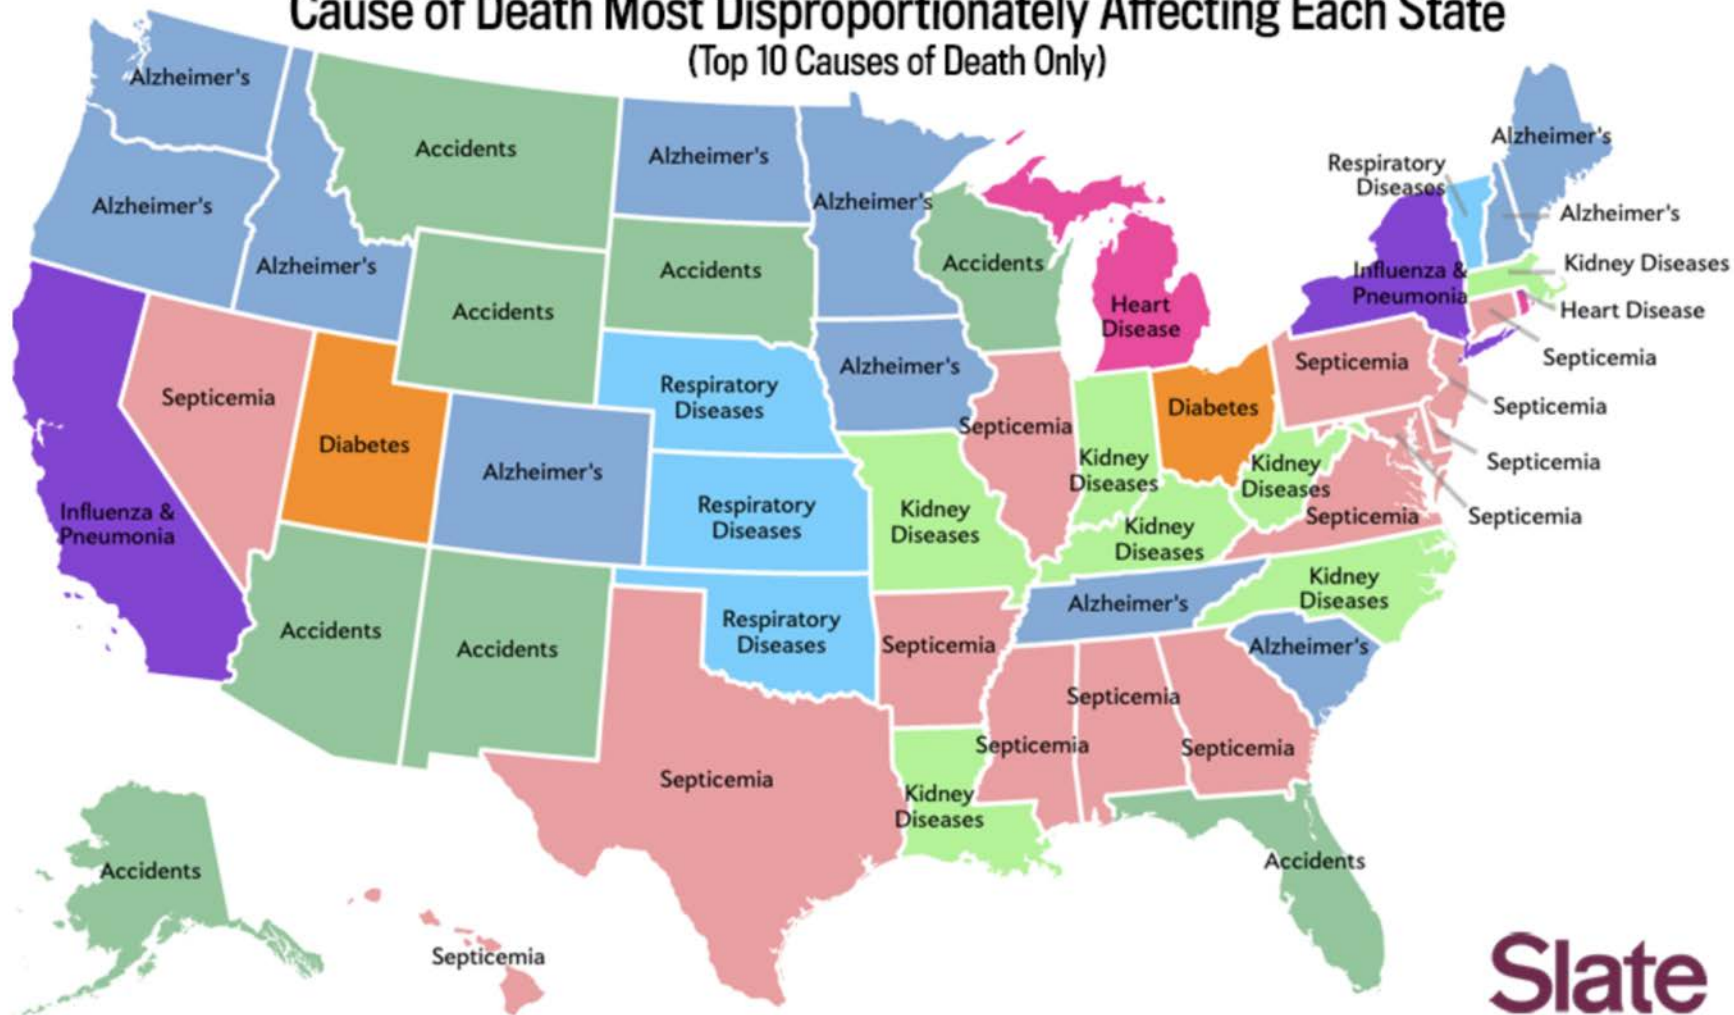 Cause of Death Most Disproportionately Affecting Each State
(Top 10 Causes of Death Only)
Alzheimer's
Alzheimer's
Alzheimer's
Accidents
Accidents
Alzheimer's
Accidents
Alzheimer's
Accidents
Heart
Disease
Respiratory
Diseases
Alzheimer's
Alzheimer's
Influenza &
Pneumonia
Kidney Diseases
Heart Disease
Septicemia
Septicemia
Septicemia
Septicemia
Septicemia
Influenza &
Pneumonia
Septicemia
Diabetes
Alzheimer's
Respiratory
Diseases
Respiratory
Diseases
Respiratory
Diseases
Alzheimer's
Kidney
Diseases
Septicemia
Kidney
Diseases
Diabetes
Kidney
Diseases
Kidney
Diseases
Septicemia
Kidney
Diseases
Alzheimer's
Alzheimer's
Accidents
Accidents
Septicemia
Septicemia
Kidney
Diseases
Septicemia
Septicemia
Septicemia
Accidents
Accidents
Septicemia
Slate